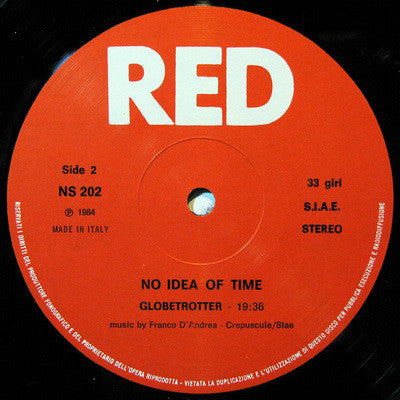 RED
Side 2
NS 202
℗ 1984
MADE IN ITALY
33 giri
S.I.A.E.
STEREO
NO IDEA OF TIME
GLOBETROTTER - 19:36
music by Franco D'Andrea - Crepuscule/Siae
RISERVATI I DIRITTI DEL PRODUTTORE FONOGRAFICO E DEL PROPRIETARIO DELL'OPERA RIPRODOTTA - VIETATA LA DUPLICAZIONE E L'UTILIZZAZIONE DI QUESTO DISCO PER PUBBLICA ESECUZIONE E RADIODIFFUSIONE